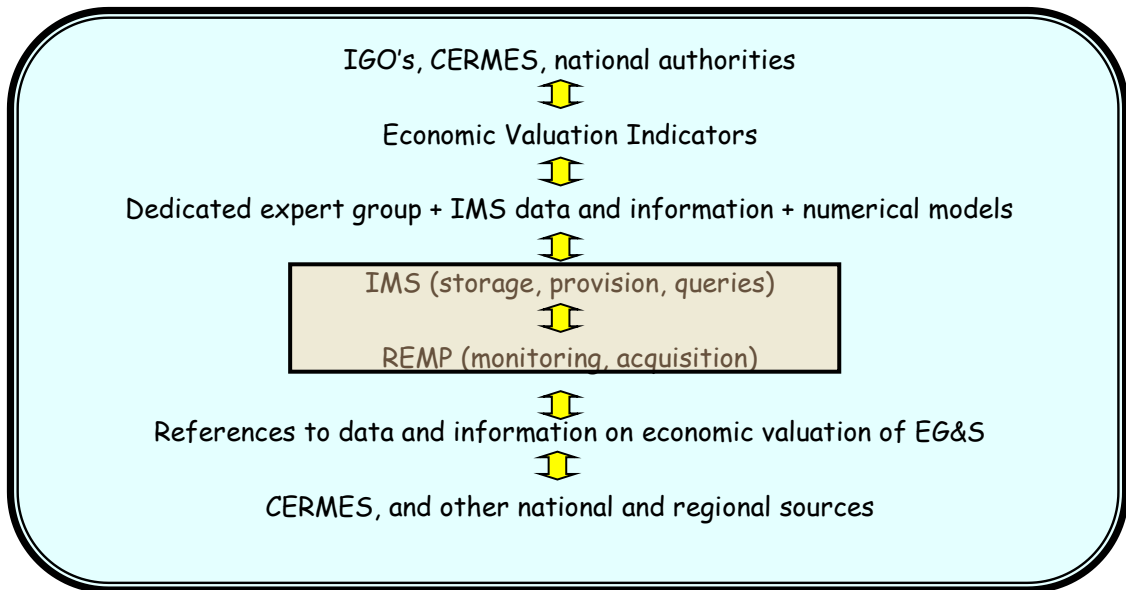 IGO's, CERMES, national authorities
Economic Valuation Indicators
Dedicated expert group + IMS data and information + numerical models
IMS (storage, provision, queries)
REMP (monitoring, acquisition)
References to data and information on economic valuation of EG&S
CERMES, and other national and regional sources